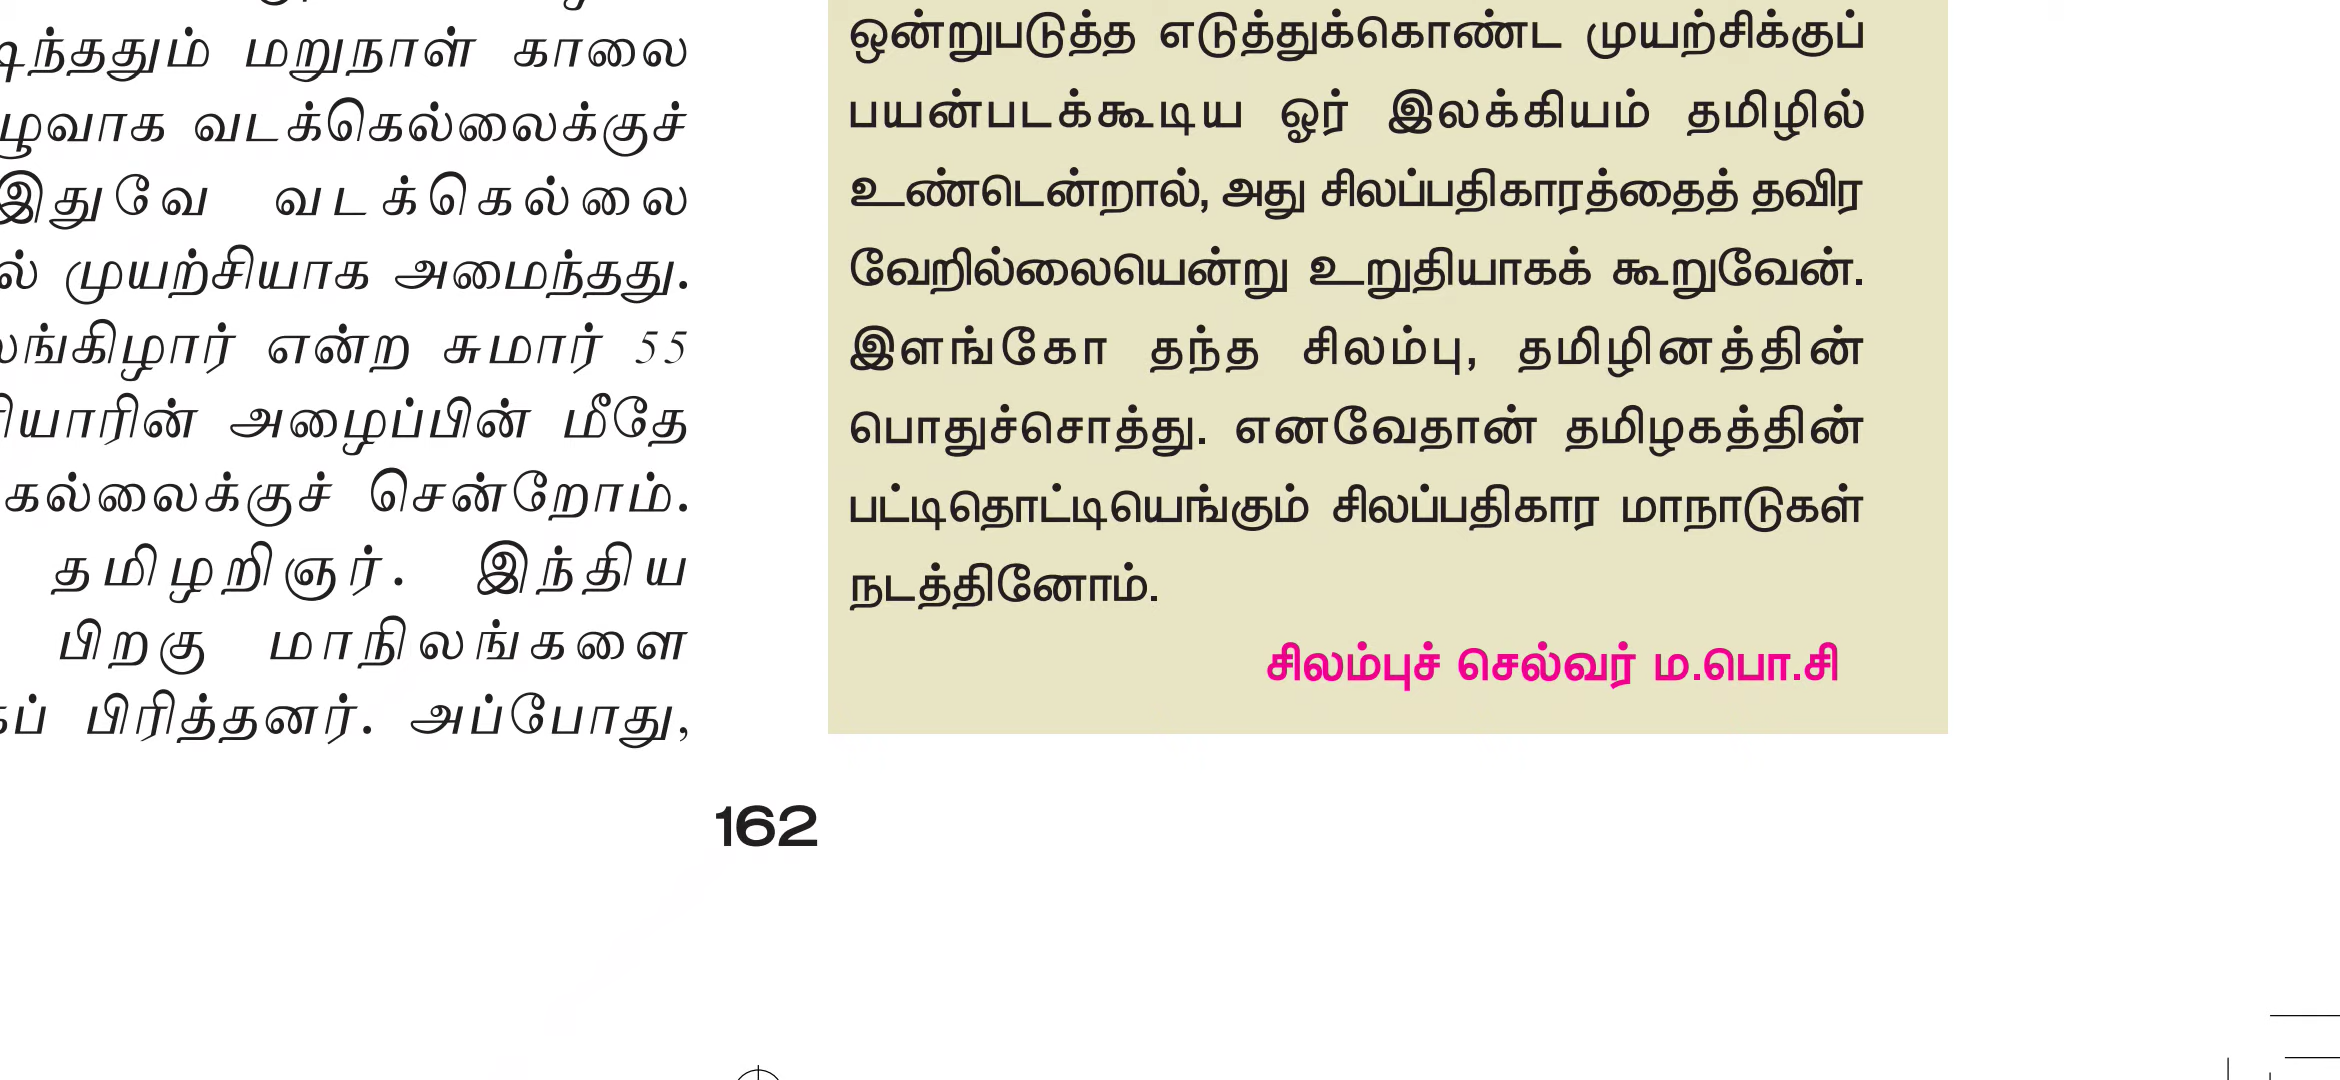 மறுநாள் காலை
வடக்கெல்லைக்குச்
இதுவே வடக்கெல்லை
முயற்சியாக அமைந்தது.
என்ற சுமார் 55
அழைப்பின் மீதே
சென்றோம்.
தமிழறிஞர். இந்திய
பிறகு மாநிலங்களை
பிரித்தனர். அப்போது,
ஒன்றுபடுத்த எடுத்துக்கொண்ட முயற்சிக்குப்
பயன்படக்கூடிய ஓர் இலக்கியம் தமிழில்
உண்டென்றால், அது சிலப்பதிகாரத்தைத் தவிர
வேறில்லையென்று உறுதியாகக் கூறுவேன்.
இளங்கோ தந்த சிலம்பு, தமிழினத்தின்
பொதுச்சொத்து. எனவேதான் தமிழகத்தின்
பட்டிதொட்டியெங்கும் சிலப்பதிகார மாநாடுகள்
நடத்தினோம்.
சிலம்புச் செல்வர் ம.பொ.சி
162